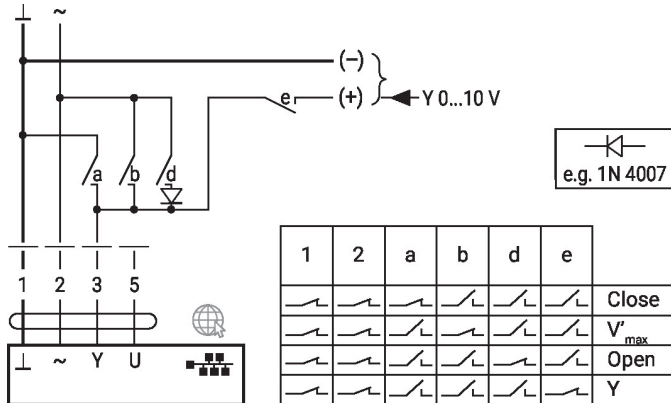 ⊥ ~
(–)
e (+) Y 0...10 V
a b d
e.g. 1N 4007
1 2 3 5
⊥ ~ Y U
1 2 a b d e
Close
V'max
Open
Y